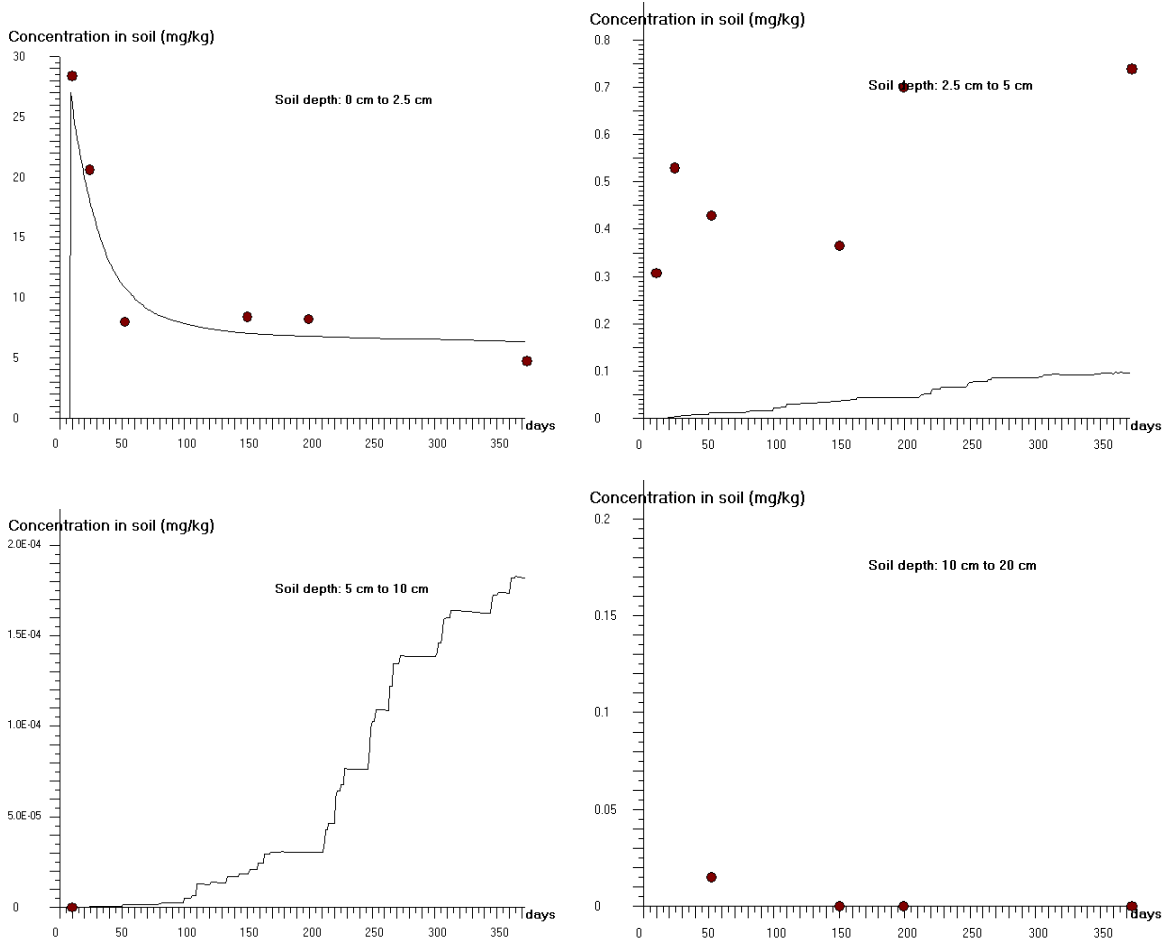 Concentration in soil (mg/kg)
30
Soil depth: 0 cm to 2.5 cm
25
20
15
10
5
0
days
0 50 100 150 200 250 300 350
Concentration in soil (mg/kg)
0.8
Soil depth: 2.5 cm to 5 cm
0.7
0.6
0.5
0.4
0.3
0.2
0.1
0
days
0 50 100 150 200 250 300 350
Concentration in soil (mg/kg)
2.0E-04
Soil depth: 5 cm to 10 cm
1.5E-04
1.0E-04
5.0E-05
0
days
0 50 100 150 200 250 300 350
Concentration in soil (mg/kg)
0.2
Soil depth: 10 cm to 20 cm
0.15
0.1
0.05
0
days
0 50 100 150 200 250 300 350